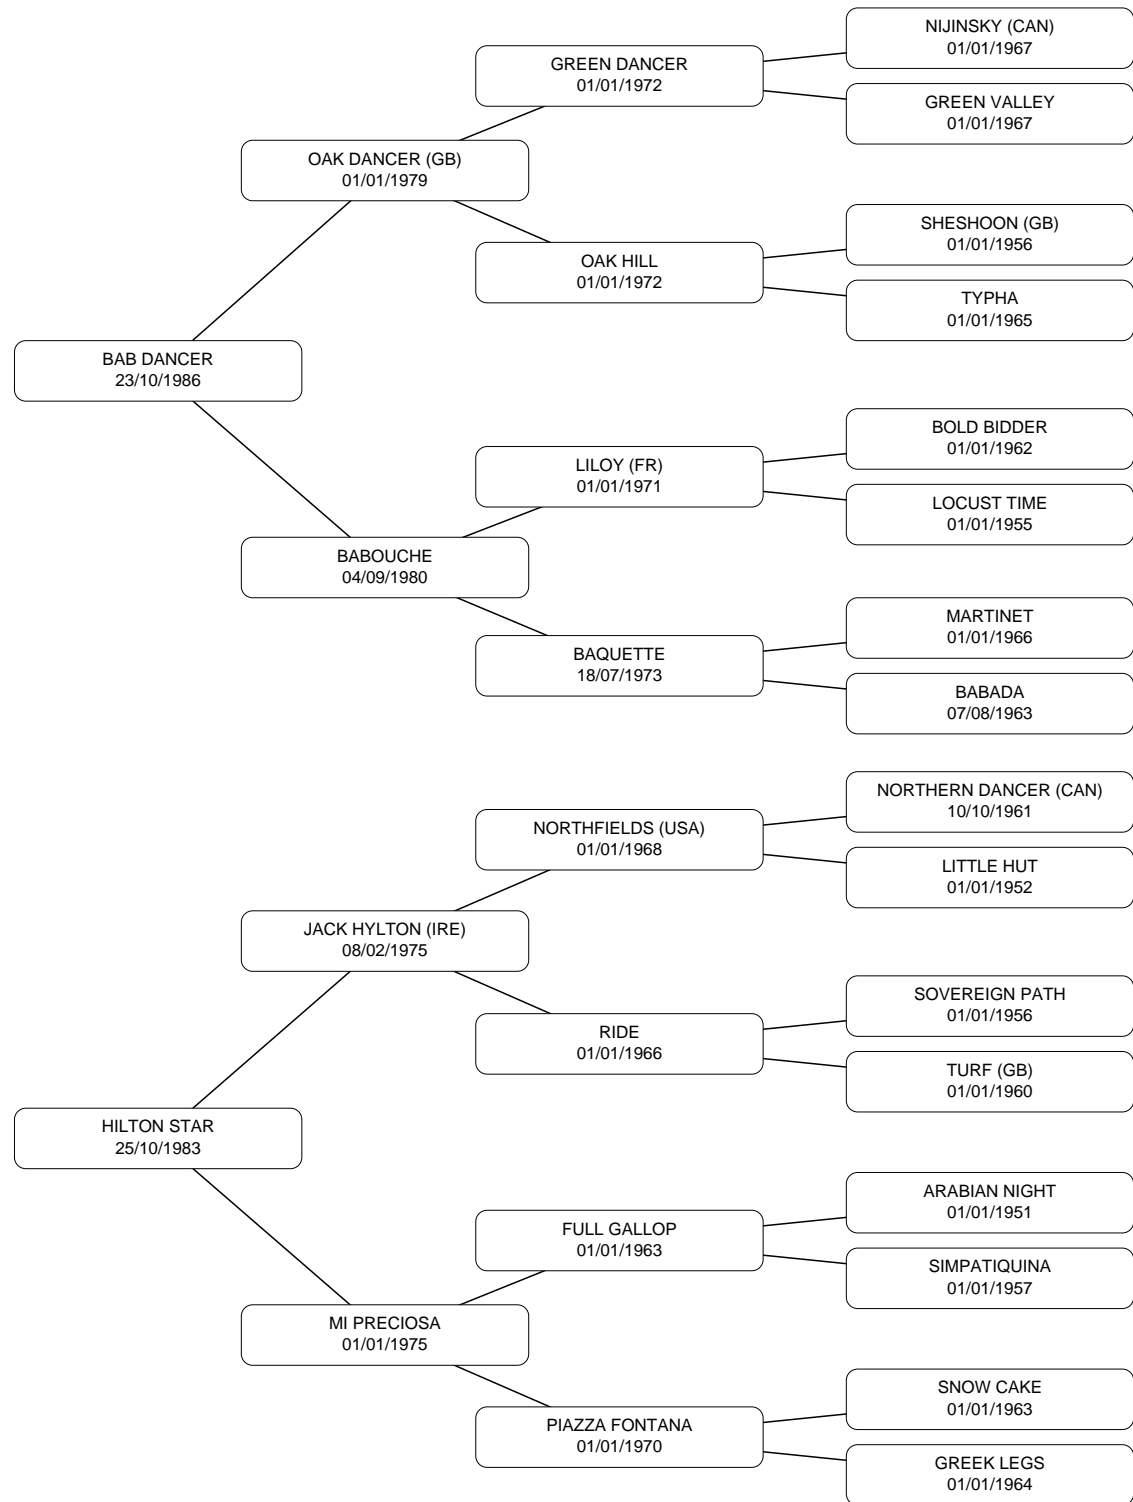 NIJINSKY (CAN)
01/01/1967
GREEN DANCER
01/01/1972
GREEN VALLEY
01/01/1967
OAK DANCER (GB)
01/01/1979
SHESHOON (GB)
01/01/1956
OAK HILL
01/01/1972
TYPHA
01/01/1965
BAB DANCER
23/10/1986
BOLD BIDDER
01/01/1962
LILOY (FR)
01/01/1971
LOCUST TIME
01/01/1955
BABOUCHE
04/09/1980
MARTINET
01/01/1966
BAQUETTE
18/07/1973
BABADA
07/08/1963
NORTHERN DANCER (CAN)
10/10/1961
NORTHFIELDS (USA)
01/01/1968
LITTLE HUT
01/01/1952
JACK HYLTON (IRE)
08/02/1975
SOVEREIGN PATH
01/01/1956
RIDE
01/01/1966
TURF (GB)
01/01/1960
HILTON STAR
25/10/1983
ARABIAN NIGHT
01/01/1951
FULL GALLOP
01/01/1963
SIMPATIQUINA
01/01/1957
MI PRECIOSA
01/01/1975
SNOW CAKE
01/01/1963
PIAZZA FONTANA
01/01/1970
GREEK LEGS
01/01/1964